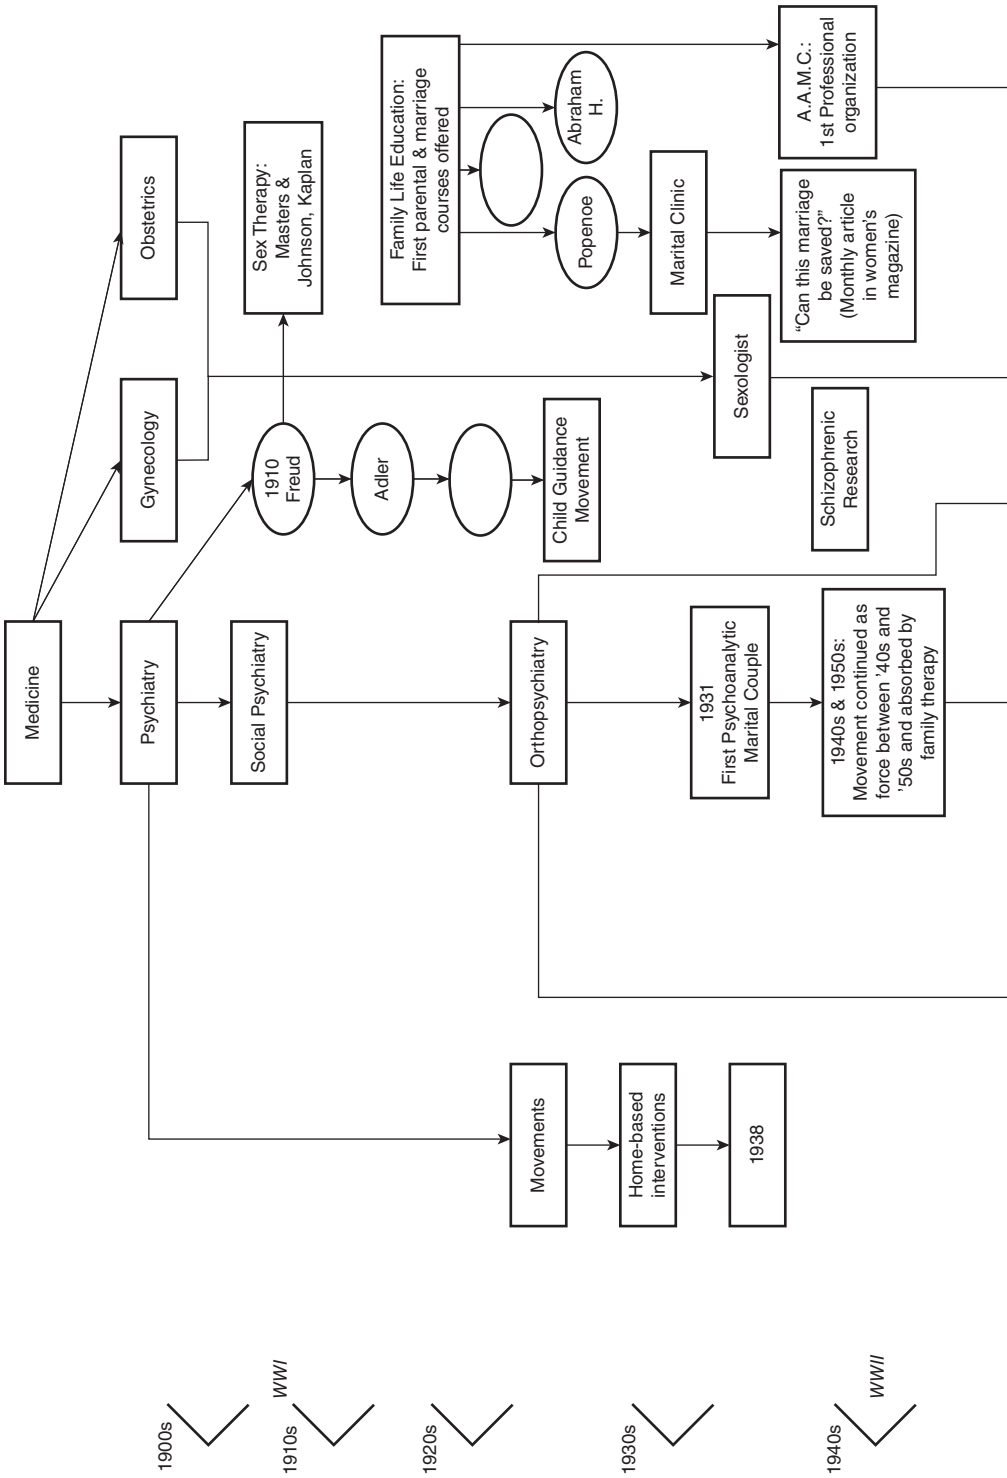 Medicine
Psychiatry
Gynecology
Obstetrics
Social Psychiatry
1910
Freud
Sex Therapy:
Masters &
Johnson, Kaplan
Adler
Family Life Education:
First parental & marriage
courses offered
Child Guidance
Movement
Popenoe
Abraham
H.
Movements
Orthopsychiatry
Home-based
interventions
Marital Clinic
1938
1931
First Psychoanalytic
Marital Couple
Sexologist
"Can this marriage
be saved?"
(Monthly article
in women's
magazine)
A.A.M.C.:
1st Professional
organization
Schizophrenic
Research
1940s & 1950s:
Movement continued as
force between '40s and
'50s and absorbed by
family therapy
1900s
WWI
1910s
1920s
1930s
1940s
WWII